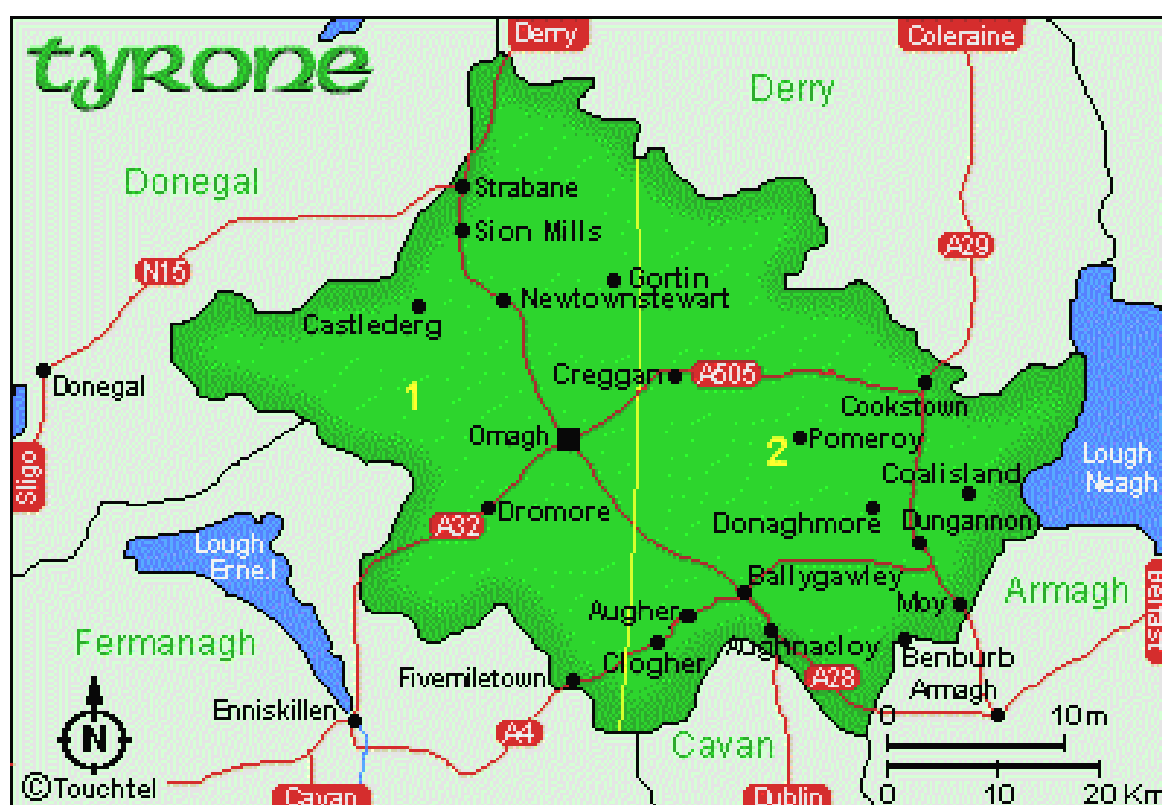 tyrone
Derry
Coleraine
Derry
Donegal
Strabane
Sion Mills
A29
N15
Gortin
Newtownstewart
Castlederg
Donegal
Creggan
A505
1
Cookstown
Omagh
2
Pomeroy
Lough
Neagh
Sligo
Coalisland
Dromore
A32
Donaghmore
Dungannon
Lough
Erne.l
Ballygawley
Armagh
Belfast
Moy
Augher
Fermanagh
Aughnacloy
Clogher
Benburb
Fivemiletown
A28
Armagh
Enniskillen
0
10 m
N
A4
Cavan
©Touchtel
Cavan
Dublin
0
10
20 Km